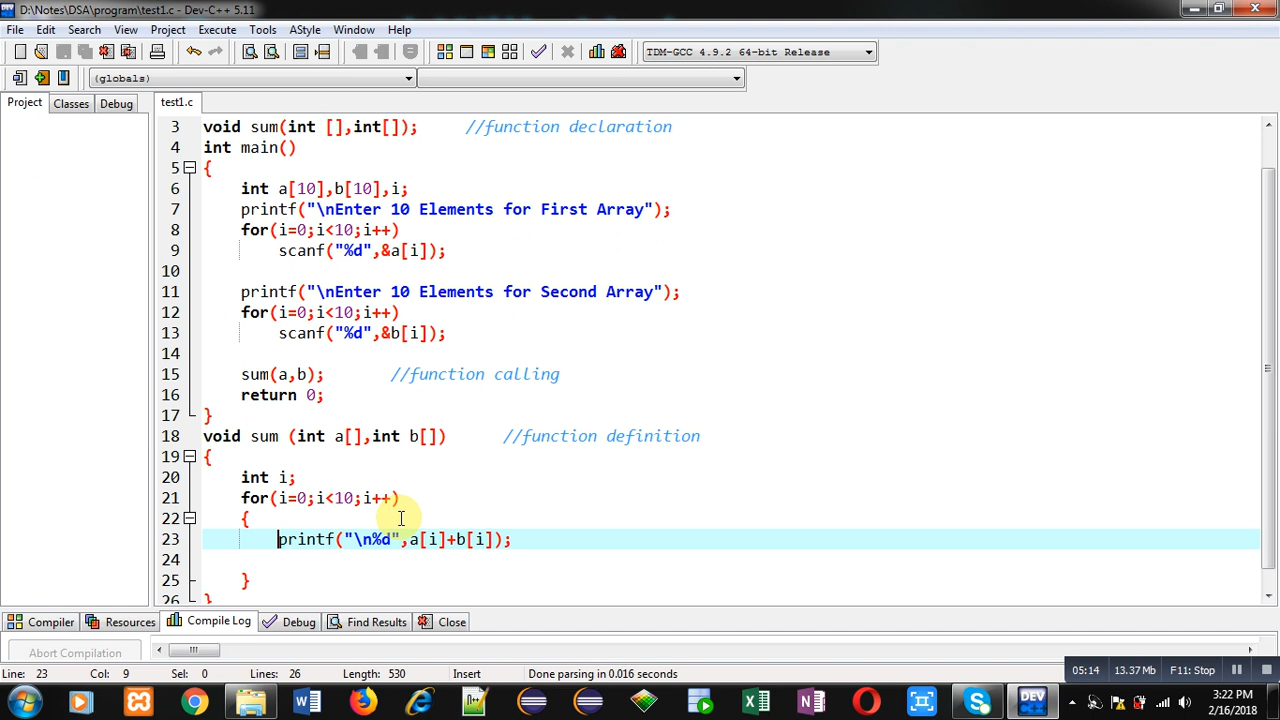 D:\Notes\DSA\program\test1.c - Dev-C++ 5.11
File Edit Search View Project Execute Tools AStyle Window Help
TDM-GCC 4.9.2 64-bit Release
(globals)
Project Classes Debug test1.c
3 void sum(int [],int[]); //function declaration
4 int main()
5 {
6 int a[10],b[10],i;
7 printf("\nEnter 10 Elements for First Array");
8 for(i=0;i<10;i++)
9 scanf("%d",&a[i]);
10
11 printf("\nEnter 10 Elements for Second Array");
12 for(i=0;i<10;i++)
13 scanf("%d",&b[i]);
14
15 sum(a,b); //function calling
16 return 0;
17 }
18 void sum (int a[],int b[]) //function definition
19 {
20 int i;
21 for(i=0;i<10;i++)
22 {
23 printf("\n%d",a[i]+b[i]);
24
25 }
26 }
Compiler Resources Compile Log Debug Find Results Close
Abort Compilation
Line: 23 Col: 9 Sel: 0 Lines: 26 Length: 530 Insert Done parsing in 0.016 seconds
05:14 13.37 Mb F11: Stop
DEV
3:22 PM
2/16/2018